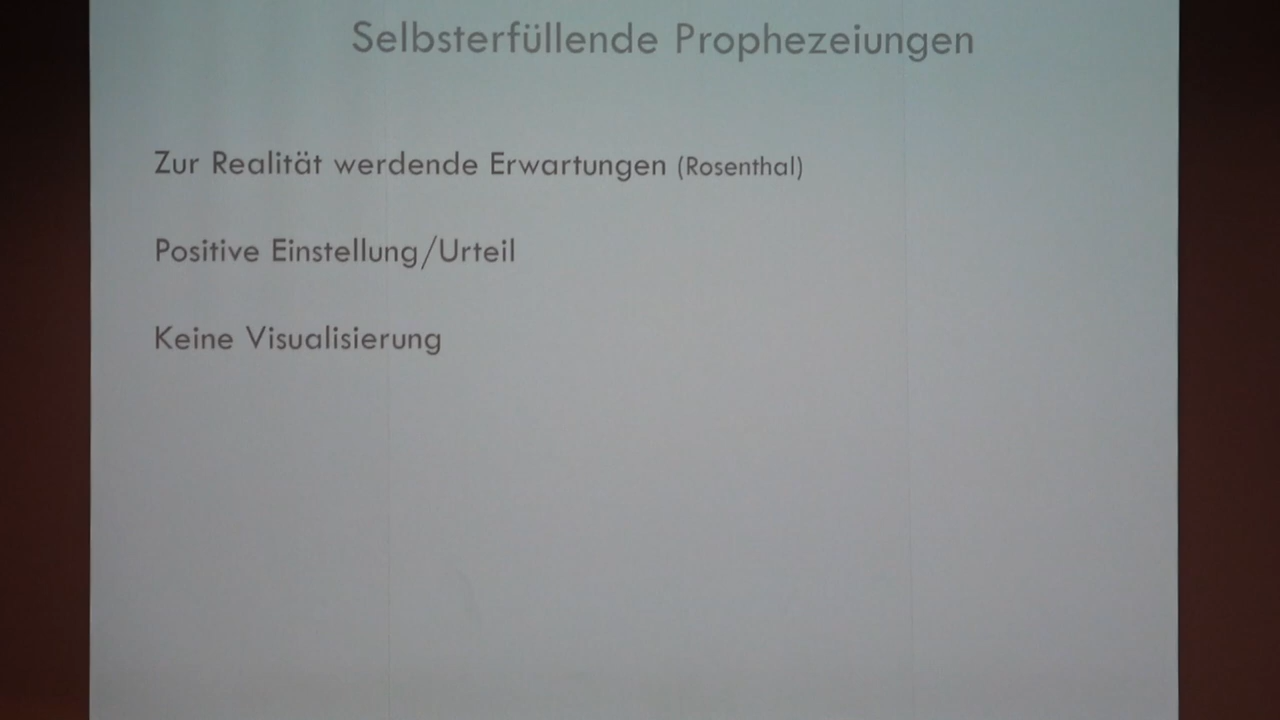 Selbsterfüllende Prophezeiungen
Zur Realität werdende Erwartungen (Rosenthal)
Positive Einstellung/Urteil
Keine Visualisierung